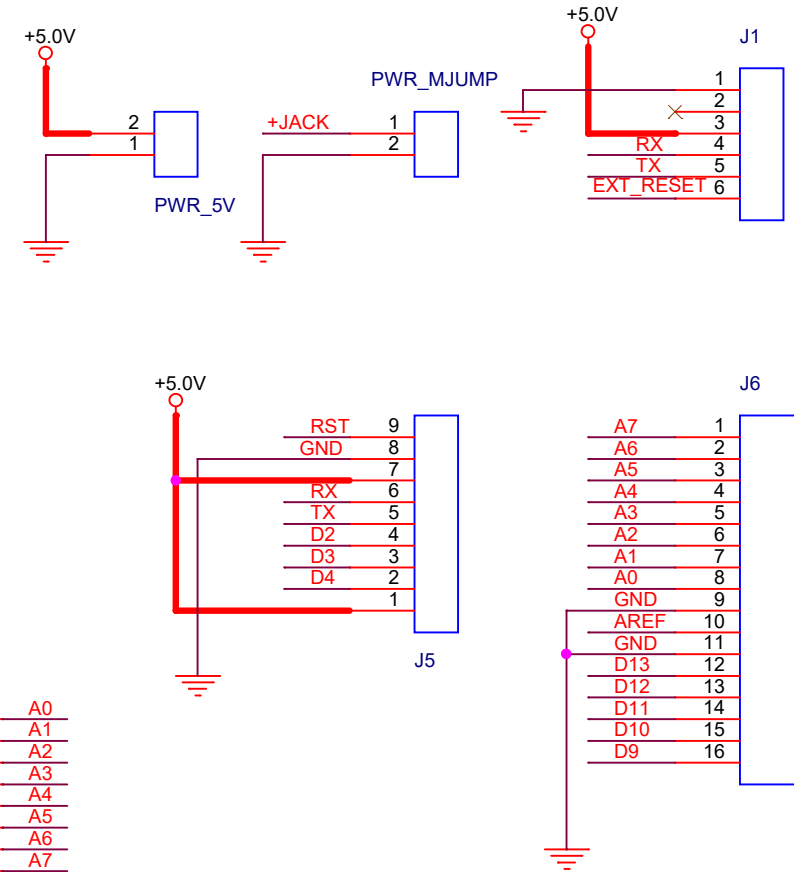 +5.0V
2
1
PWR_5V
PWR_MJUMP
+JACK 1
2
+5.0V
J1
1
2
3
RX 4
TX 5
EXT_RESET 6
+5.0V
RST 9
GND 8
7
RX 6
TX 5
D2 4
D3 3
D4 2
1
J5
J6
A7 1
A6 2
A5 3
A4 4
A3 5
A2 6
A1 7
A0 8
GND 9
AREF 10
GND 11
D13 12
D12 13
D11 14
D10 15
D9 16
A0
A1
A2
A3
A4
A5
A6
A7